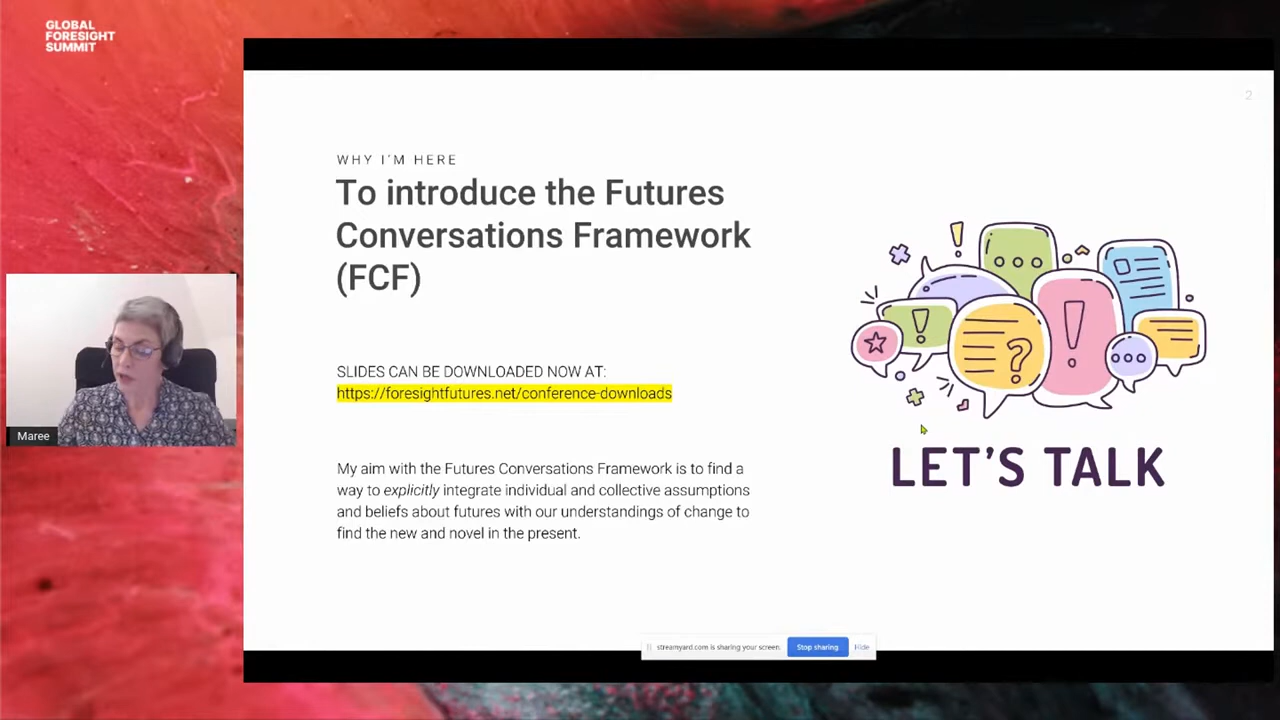 GLOBAL
FORESIGHT
SUMMIT
2
WHY I'M HERE
To introduce the Futures
Conversations Framework
(FCF)
SLIDES CAN BE DOWNLOADED NOW AT:
https://foresightfutures.net/conference-downloads
My aim with the Futures Conversations Framework is to find a
way to explicitly integrate individual and collective assumptions
and beliefs about futures with our understandings of change to
find the new and novel in the present.
LET'S TALK
Maree
streamyard.com is sharing your screen.
Stop sharing
Hide